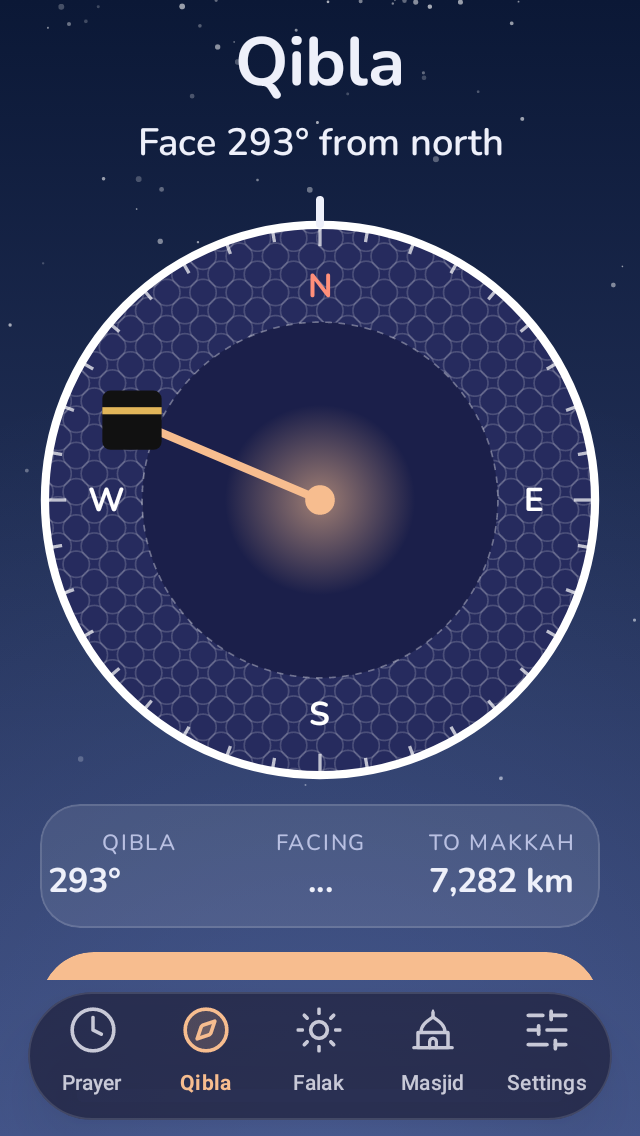 Qibla
Face 293° from north
N
W
E
S
QIBLA FACING TO MAKKAH
293° ... 7,282 km
Prayer Qibla Falak Masjid Settings